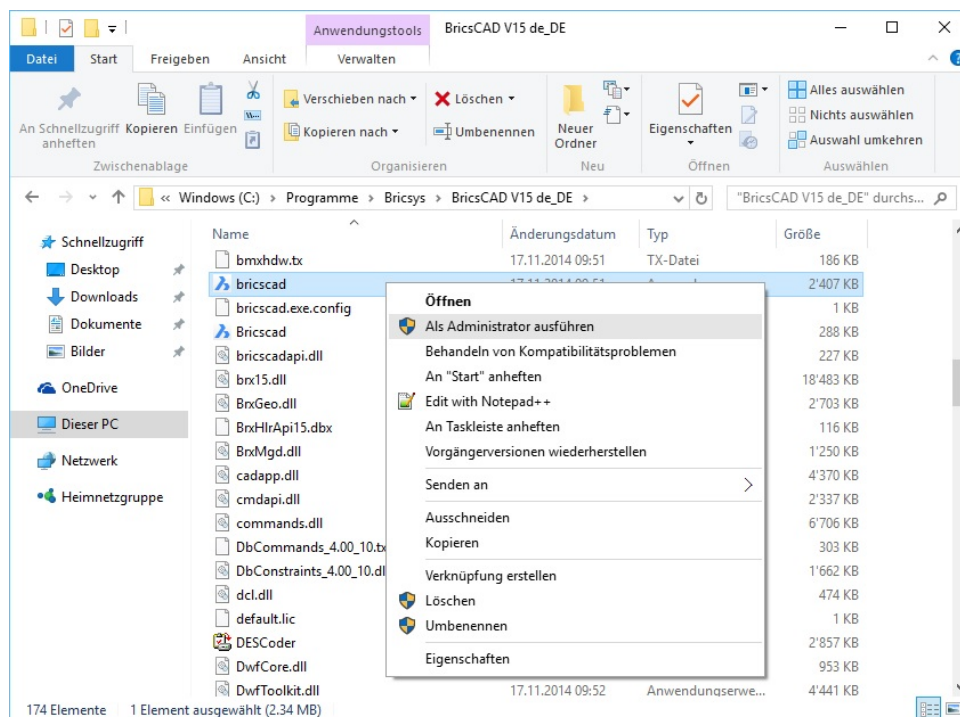 Anwendungstools BricsCAD V15 de_DE
Datei Start Freigeben Ansicht Verwalten
An Schnellzugriff anheften
Kopieren
Einfügen
Zwischenablage
Verschieben nach
Kopieren nach
Löschen
Umbenennen
Organisieren
Neuer Ordner
Neu
Eigenschaften
Öffnen
Alles auswählen
Nichts auswählen
Auswahl umkehren
Auswählen
« Windows (C:) > Programme > Bricsys > BricsCAD V15 de_DE >
"BricsCAD V15 de_DE" durchs...
Schnellzugriff
Desktop
Downloads
Dokumente
Bilder
OneDrive
Dieser PC
Netzwerk
Heimnetzgruppe
Name Änderungsdatum Typ Größe
bmxhdw.tx 17.11.2014 09:51 TX-Datei 186 KB
bricscad 2'407 KB
bricscad.exe.config 1 KB
Bricscad 288 KB
bricscadapi.dll 227 KB
brx15.dll 18'483 KB
BrxGeo.dll 2'703 KB
BrxHlrApi15.dbx 116 KB
BrxMgd.dll 1'250 KB
cadapp.dll 4'370 KB
cmdapi.dll 2'337 KB
commands.dll 6'706 KB
DbCommands_4.00_10.tx 303 KB
DbConstraints_4.00_10.dl 1'662 KB
dcl.dll 474 KB
default.lic 1 KB
DESCoder 2'857 KB
DwfCore.dll 953 KB
DwfToolkit.dll 17.11.2014 09:52 Anwendungserwe... 4'441 KB
Öffnen
Als Administrator ausführen
Behandeln von Kompatibilitätsproblemen
An "Start" anheften
Edit with Notepad++
An Taskleiste anheften
Vorgängerversionen wiederherstellen
Senden an
Ausschneiden
Kopieren
Verknüpfung erstellen
Löschen
Umbenennen
Eigenschaften
174 Elemente 1 Element ausgewählt (2.34 MB)